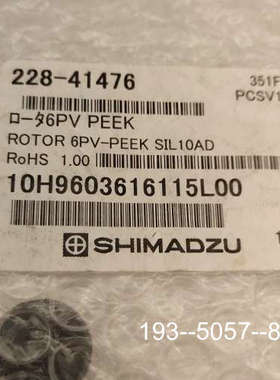 228-41476
351F
PCSV1
ロータ6PV PEEK
ROTOR 6PV-PEEK SIL10AD
RoHS 1.00
10H9603616115L00
SHIMADZU
193--5057--8